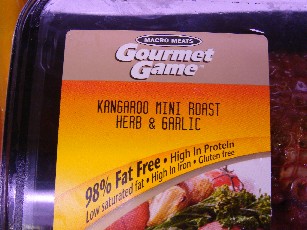 MACRO MEATS
Gourmet
Game™
KANGAROO MINI ROAST
HERB & GARLIC
98% Fat Free • High In Protein
Low saturated fat • High In Iron • Gluten free